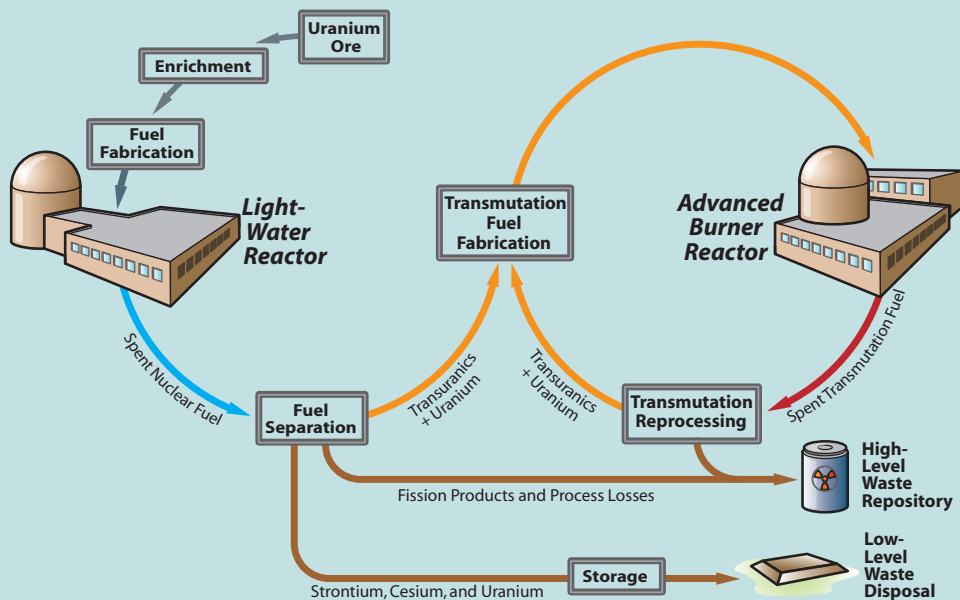 Uranium
Ore
Enrichment
Fuel
Fabrication
Light-
Water
Reactor
Transmutation
Fuel
Fabrication
Advanced
Burner
Reactor
Spent Nuclear Fuel
Transuranics
+ Uranium
Transuranics
+ Uranium
Spent Transmutation Fuel
Fuel
Separation
Transmutation
Reprocessing
Fission Products and Process Losses
High-
Level
Waste
Repository
Strontium, Cesium, and Uranium
Storage
Low-
Level
Waste
Disposal